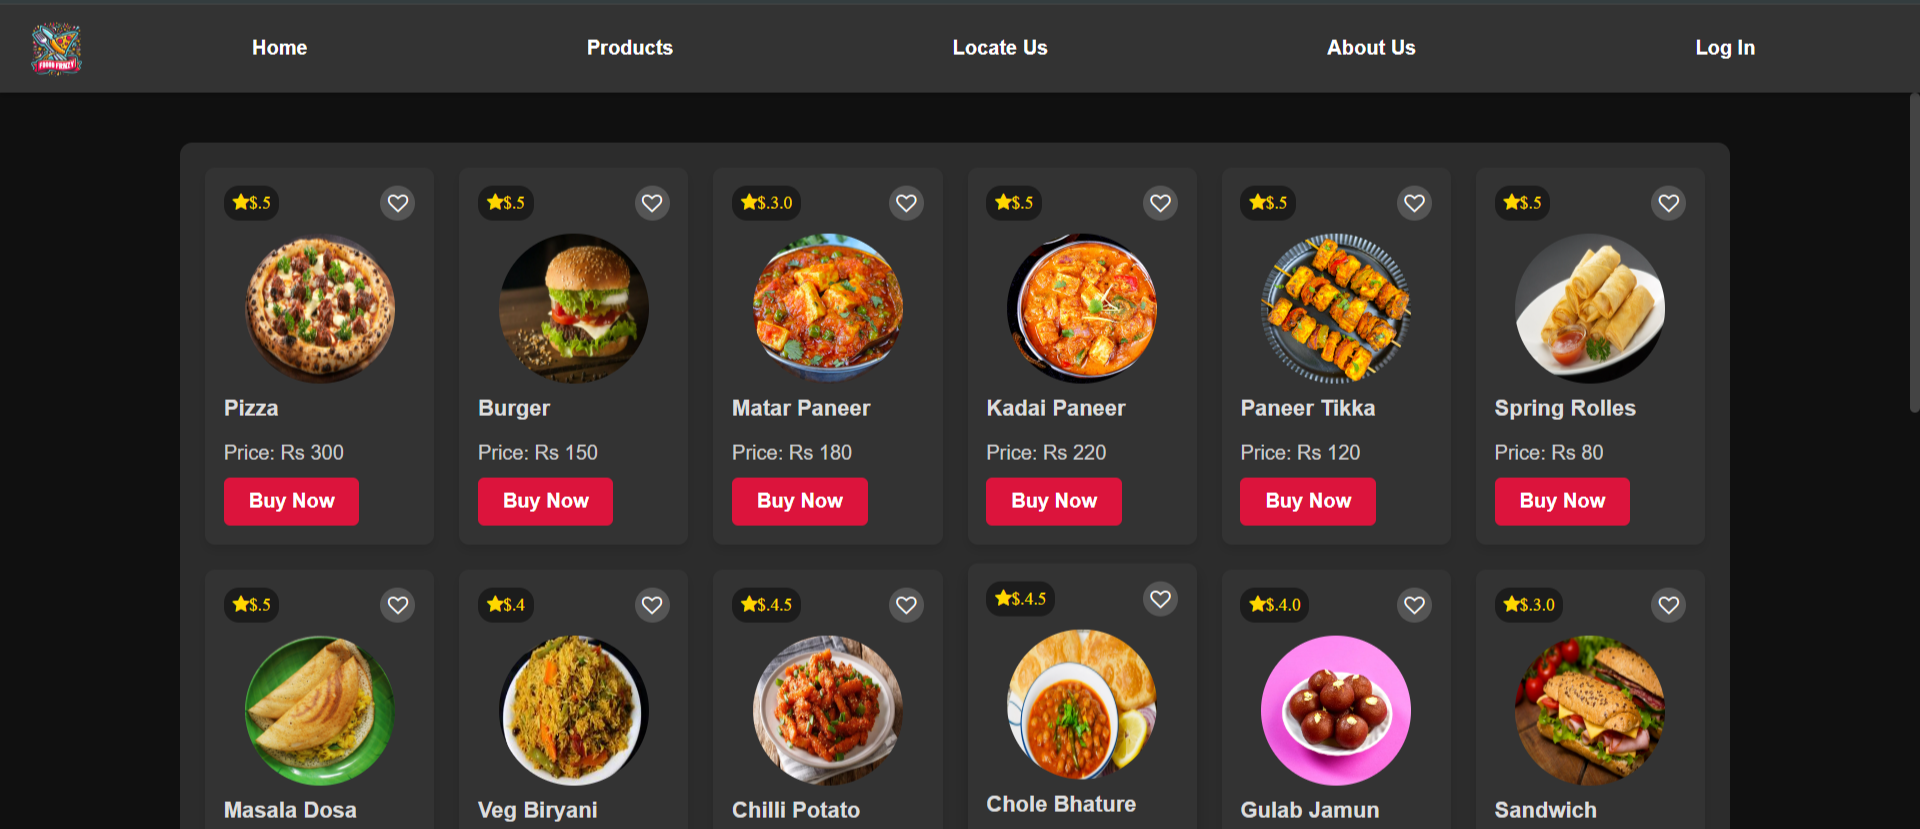 FOOOD FRNZY!
Home
Products
Locate Us
About Us
Log In
$.5
$.5
$.3.0
$.5
$.5
$.5
Pizza
Burger
Matar Paneer
Kadai Paneer
Paneer Tikka
Spring Rolles
Price: Rs 300
Price: Rs 150
Price: Rs 180
Price: Rs 220
Price: Rs 120
Price: Rs 80
Buy Now
Buy Now
Buy Now
Buy Now
Buy Now
Buy Now
$.5
$.4
$.4.5
$.4.5
$.4.0
$.3.0
Masala Dosa
Veg Biryani
Chilli Potato
Chole Bhature
Gulab Jamun
Sandwich